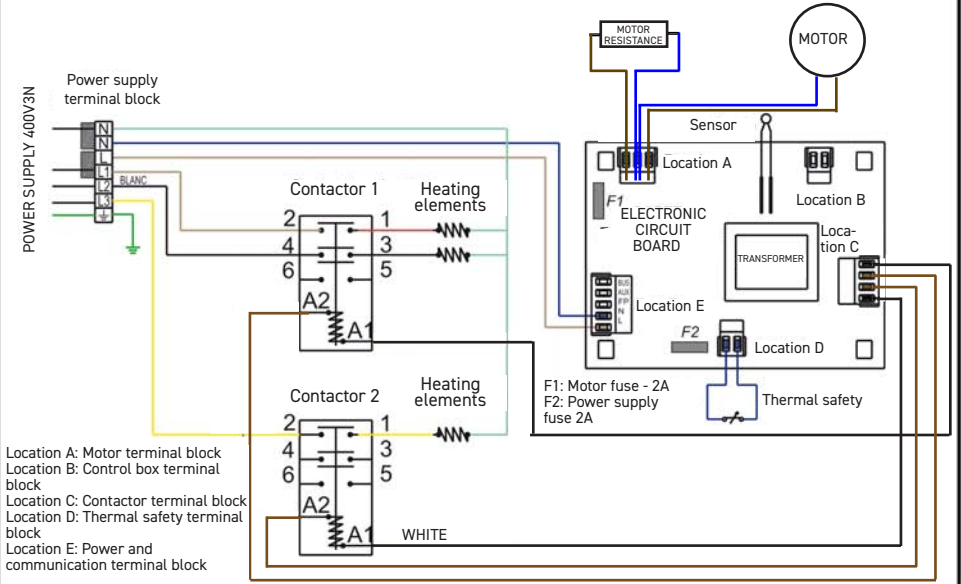 MOTOR
RESISTANCE
MOTOR
Power supply
terminal block
POWER SUPPLY 400V3N
N
N
L
L1
L2
L3
BLANC
Sensor
Location A
Location B
F1
ELECTRONIC
CIRCUIT
BOARD
TRANSFORMER
Loca-
tion C
Contactor 1
Heating
elements
2
1
4
3
6
5
A2
A1
BUS
AUX
FP
N
L
Location E
F2
Location D
Thermal safety
F1: Motor fuse - 2A
F2: Power supply
fuse 2A
Contactor 2
Heating
elements
2
1
4
3
6
5
A2
A1
WHITE
Location A: Motor terminal block
Location B: Control box terminal
block
Location C: Contactor terminal block
Location D: Thermal safety terminal
block
Location E: Power and
communication terminal block